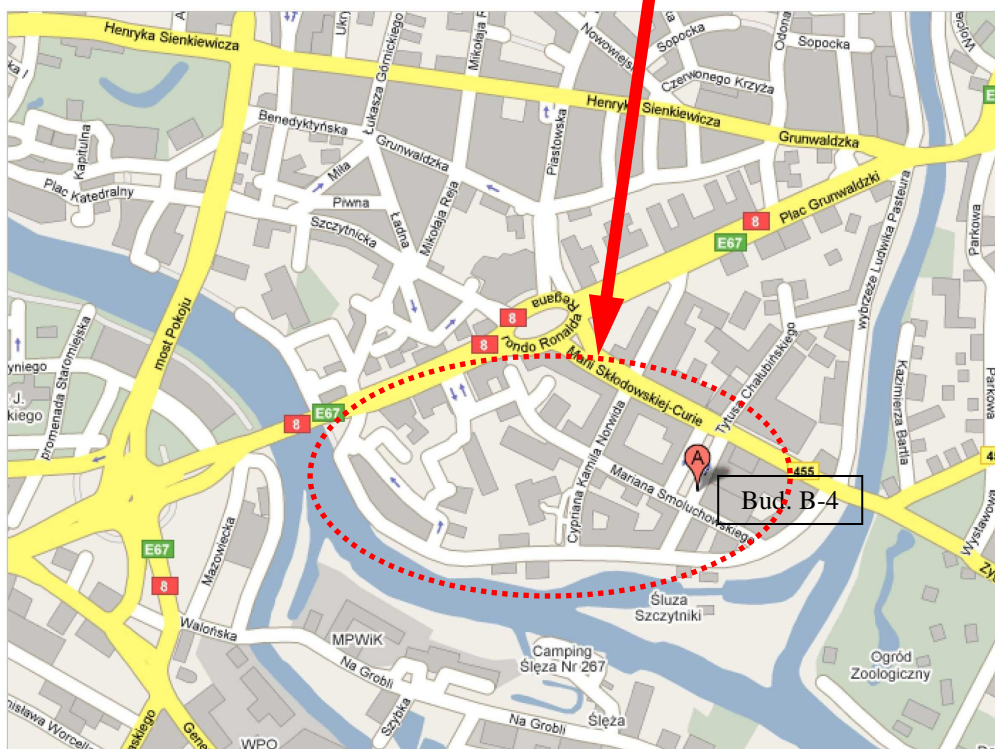 Henryka Sienkiewicza
Łukasza Górnickiego
Mikołaja Reja
Nowowiejska
Sopocka
Sopocka
Czerwonego Krzyża
Henryka Sienkiewicza
Grunwaldzka
Benedyktyńska
Grunwaldzka
Piastowska
Kapitulna
Miła
Plac Katedralny
Piwna
Ładna
Mikołaja Reja
Szczytnicka
Plac Grunwaldzki
8
E67
wybrzeże Ludwika Pasteura
Parkowa
most Pokoju
promenada Staromiejska
8
8
Rondo Ronalda
Regana
Marii Skłodowskiej-Curie
Tytusa Chałubińskiego
Kazimierza Bartla
Parkowa
E67
8
Cypriana Kamila Norwida
Mariana Smoluchowskiego
A
455
Bud. B-4
Wystawowa
E67
8
Mazowiecka
Walońska
MPWiK
Na Grobli
Szybka
Camping
Ślęza Nr 267
Śluza
Szczytniki
Ogród
Zoologiczny
Na Grobli
Ślęza
WPO